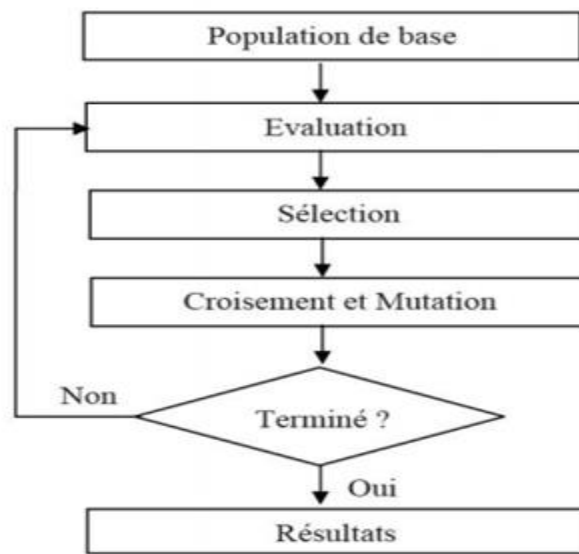 Population de base
Evaluation
Sélection
Croisement et Mutation
Non
Terminé ?
Oui
Résultats